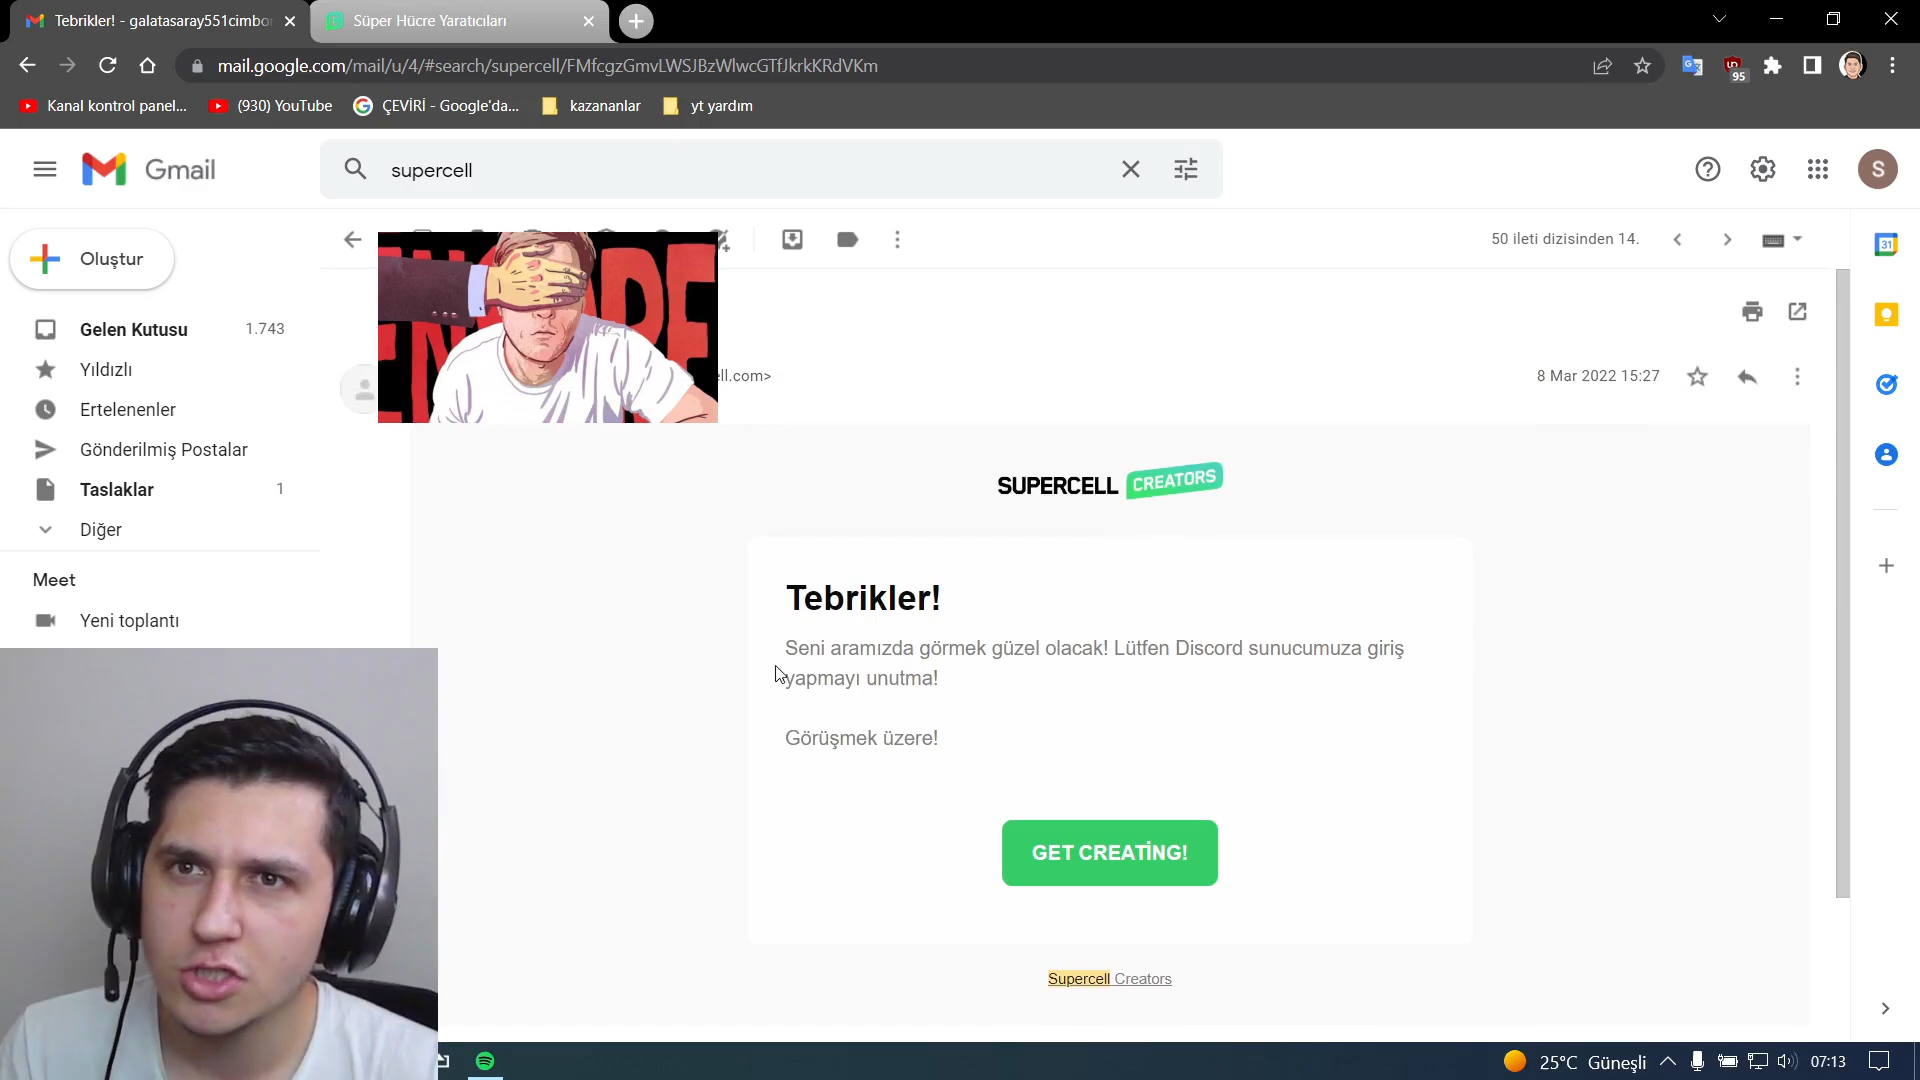 Tebrikler! - galatasaray551cimbo
Süper Hücre Yaratıcıları
mail.google.com/mail/u/4/#search/supercell/FMfcgzGmvLWSJBzWlwcGTfJkrkKRdVKm
95
Kanal kontrol panel...
(930) YouTube
ÇEVİRİ - Google'da...
kazananlar
yt yardım
Gmail
supercell
S
Oluştur
50 ileti dizisinden 14.
31
Gelen Kutusu 1.743
Yıldızlı
Ertelenenler
Gönderilmiş Postalar
Taslaklar 1
Diğer
Meet
Yeni toplantı
ll.com>
8 Mar 2022 15:27
SUPERCELL CREATORS
Tebrikler!
Seni aramızda görmek güzel olacak! Lütfen Discord sunucumuza giriş
yapmayı unutma!
Görüşmek üzere!
GET CREATİNG!
Supercell Creators
25°C Güneşli
07:13